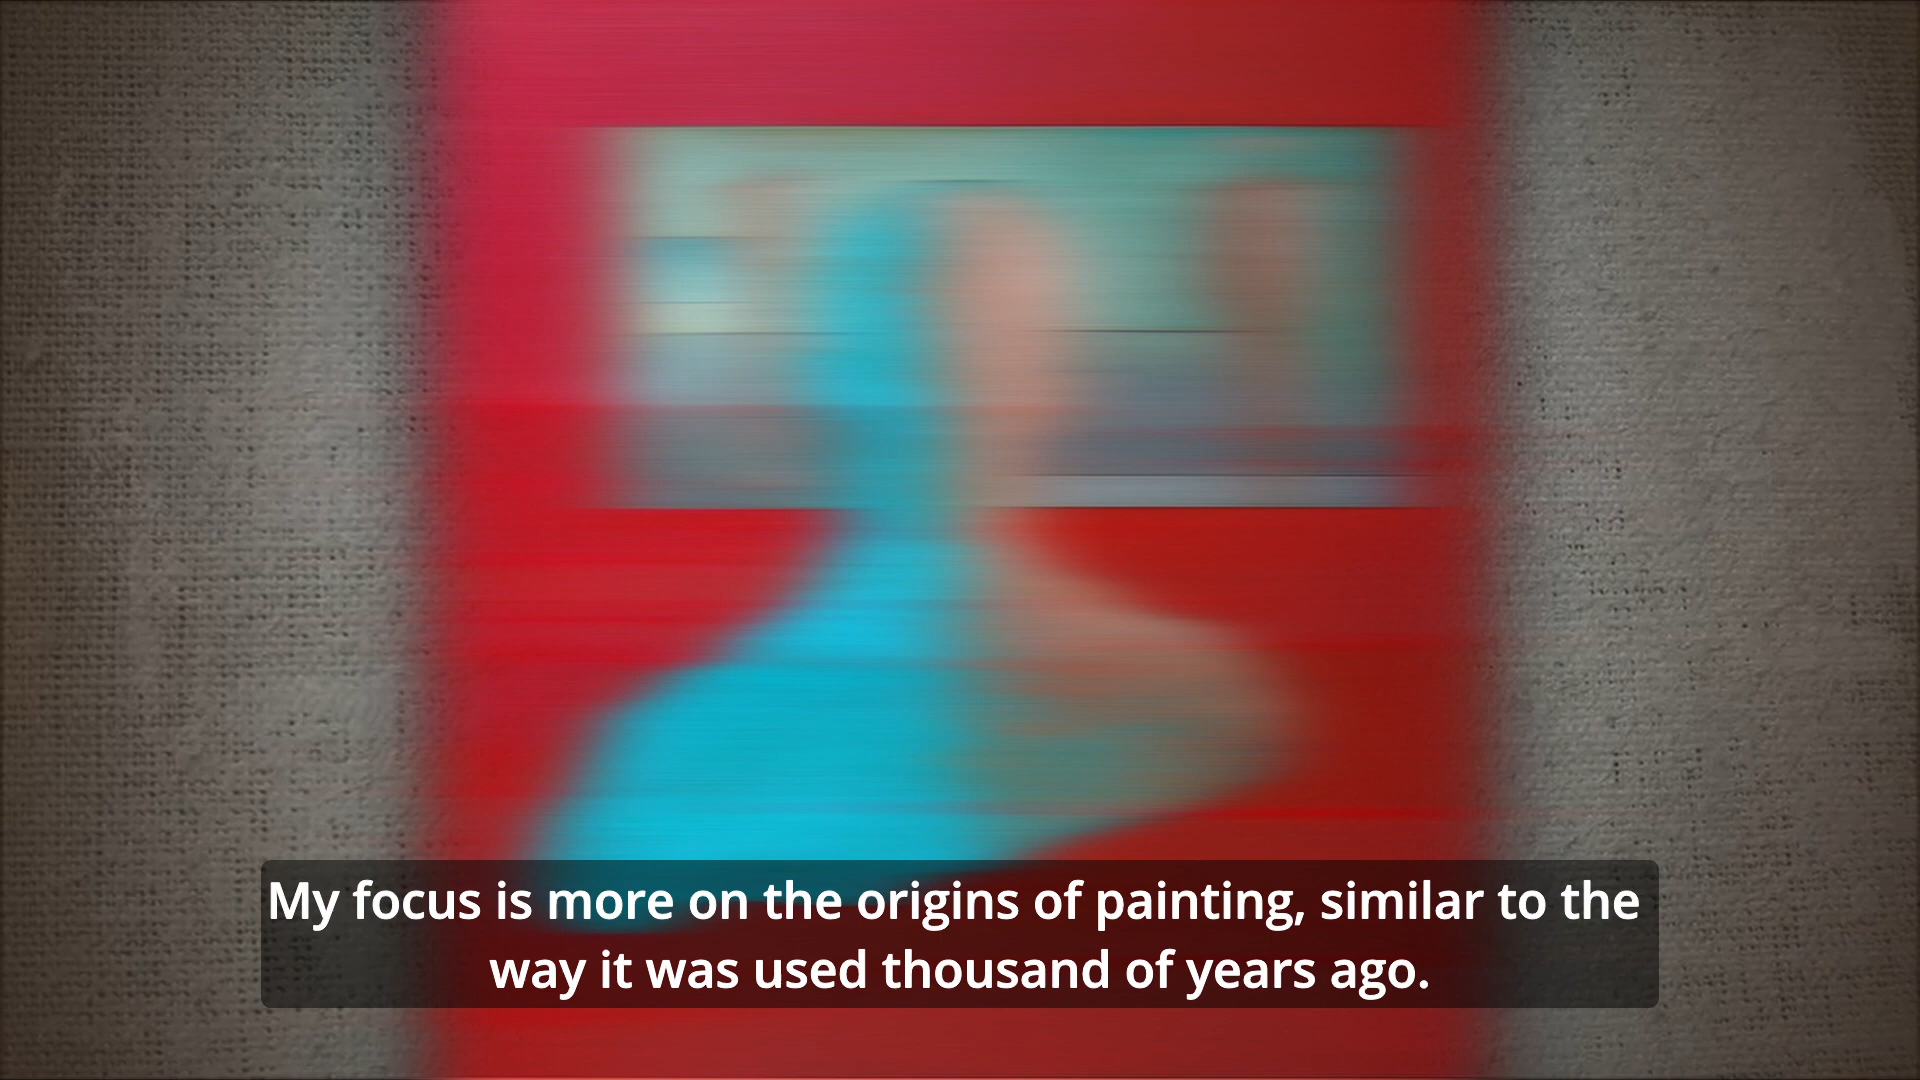 My focus is more on the origins of painting, similar to the
way it was used thousand of years ago.